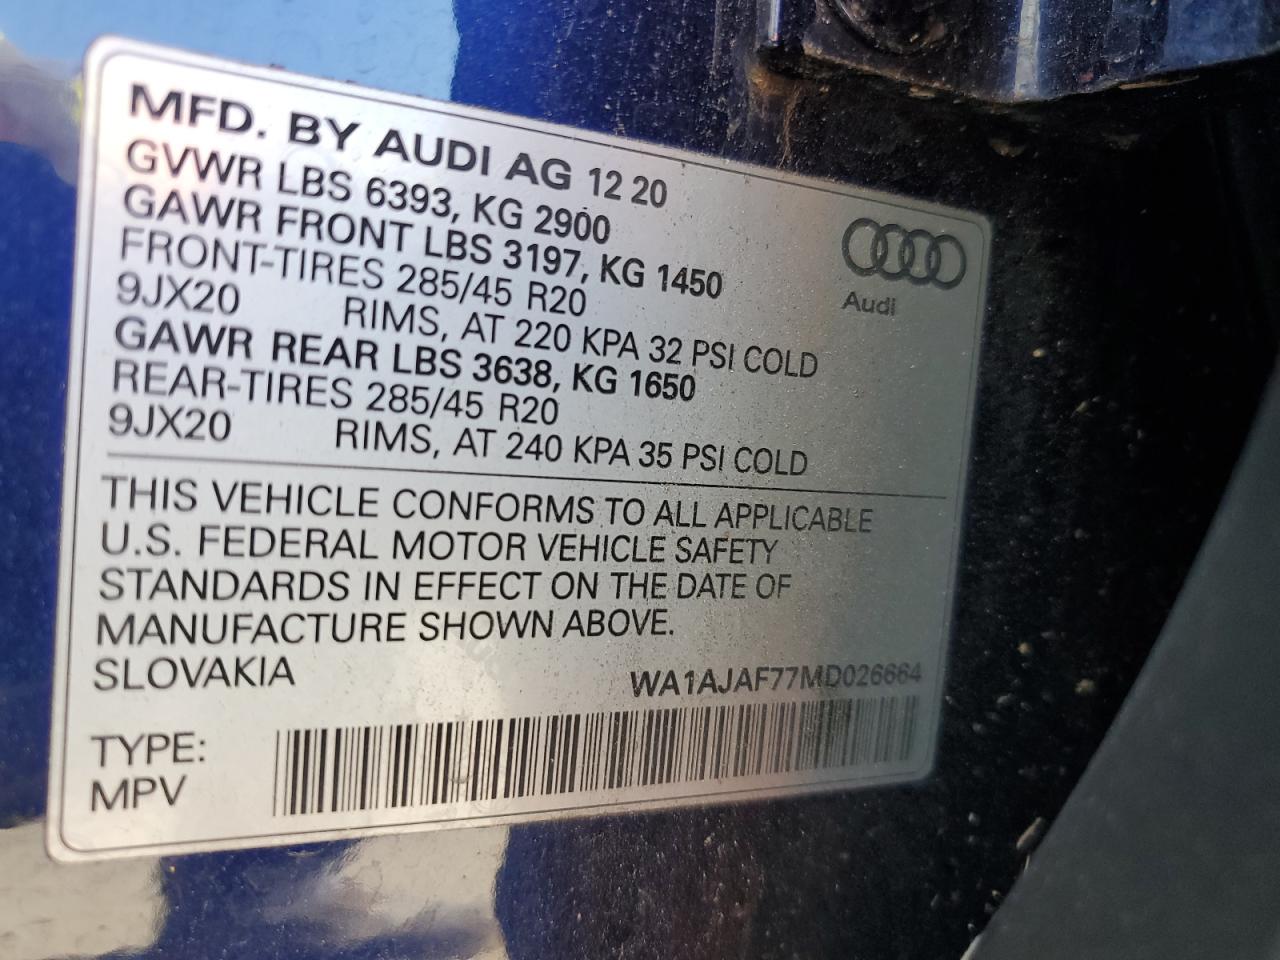 MFD. BY AUDI AG 12 20
GVWR LBS 6393, KG 2900
GAWR FRONT LBS 3197, KG 1450
FRONT-TIRES 285/45 R20
9JX20 RIMS, AT 220 KPA 32 PSI COLD
GAWR REAR LBS 3638, KG 1650
REAR-TIRES 285/45 R20
9JX20 RIMS, AT 240 KPA 35 PSI COLD
Audi
THIS VEHICLE CONFORMS TO ALL APPLICABLE
U.S. FEDERAL MOTOR VEHICLE SAFETY
STANDARDS IN EFFECT ON THE DATE OF
MANUFACTURE SHOWN ABOVE.
SLOVAKIA WA1AJAF77MD026664
TYPE:
MPV